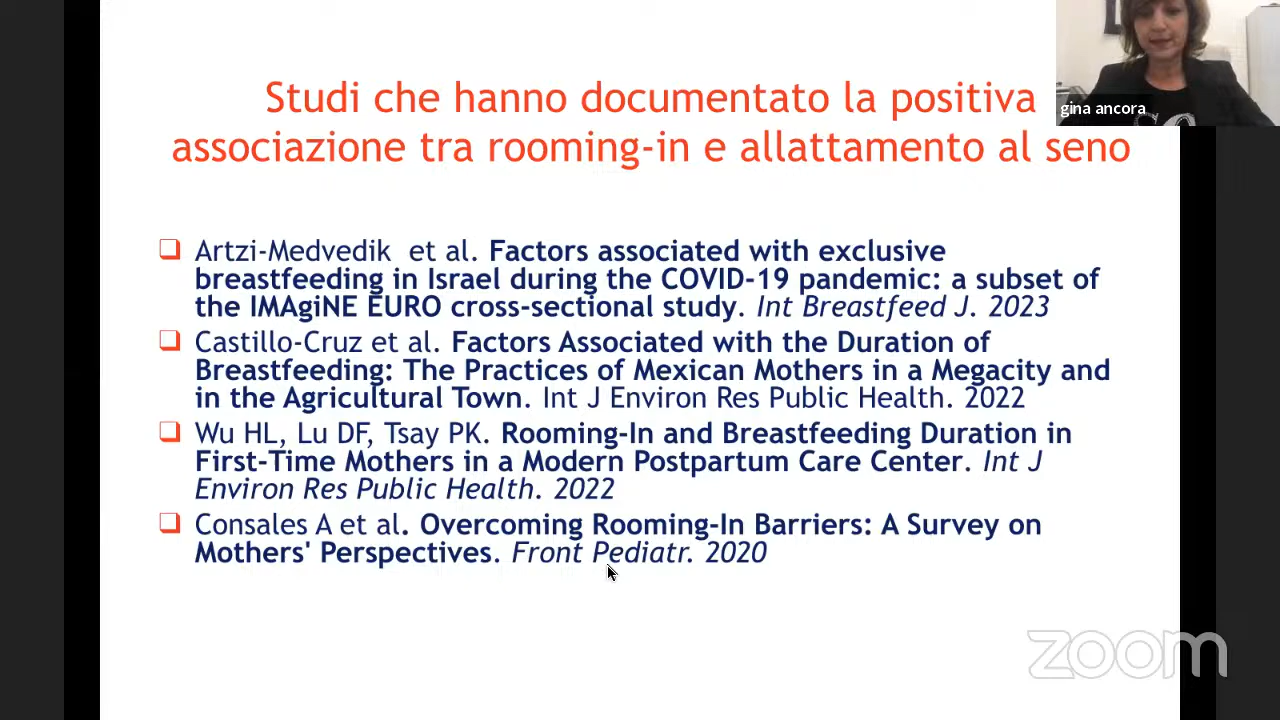 Studi che hanno documentato la positiva
associazione tra rooming-in e allattamento al seno
gina ancora
Artzi-Medvedik et al. Factors associated with exclusive
breastfeeding in Israel during the COVID-19 pandemic: a subset of
the IMAgiNE EURO cross-sectional study. Int Breastfeed J. 2023
Castillo-Cruz et al. Factors Associated with the Duration of
Breastfeeding: The Practices of Mexican Mothers in a Megacity and
in the Agricultural Town. Int J Environ Res Public Health. 2022
Wu HL, Lu DF, Tsay PK. Rooming-In and Breastfeeding Duration in
First-Time Mothers in a Modern Postpartum Care Center. Int J
Environ Res Public Health. 2022
Consales A et al. Overcoming Rooming-In Barriers: A Survey on
Mothers' Perspectives. Front Pediatr. 2020
zoom